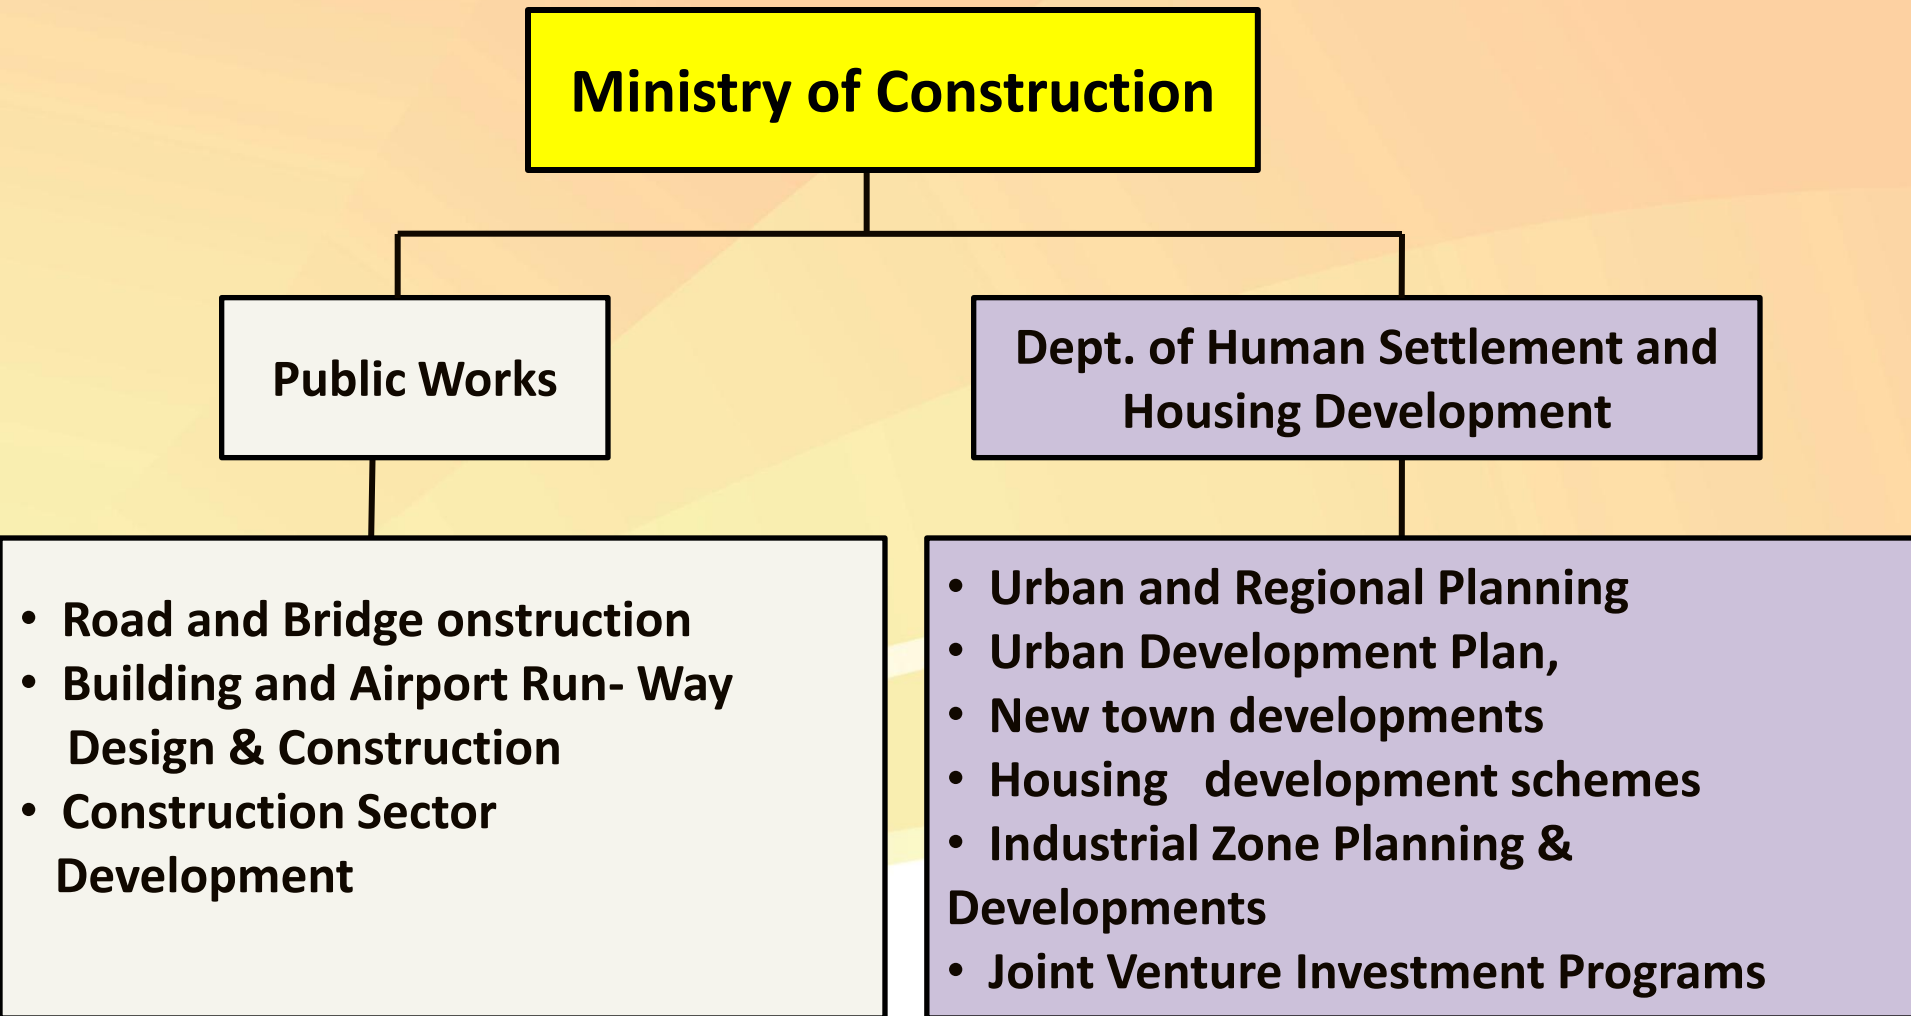 Ministry of Construction
Public Works
Dept. of Human Settlement and
Housing Development
• Road and Bridge onstruction
• Building and Airport Run- Way
Design & Construction
• Construction Sector
Development
• Urban and Regional Planning
• Urban Development Plan,
• New town developments
• Housing   development schemes
• Industrial Zone Planning &
Developments
• Joint Venture Investment Programs